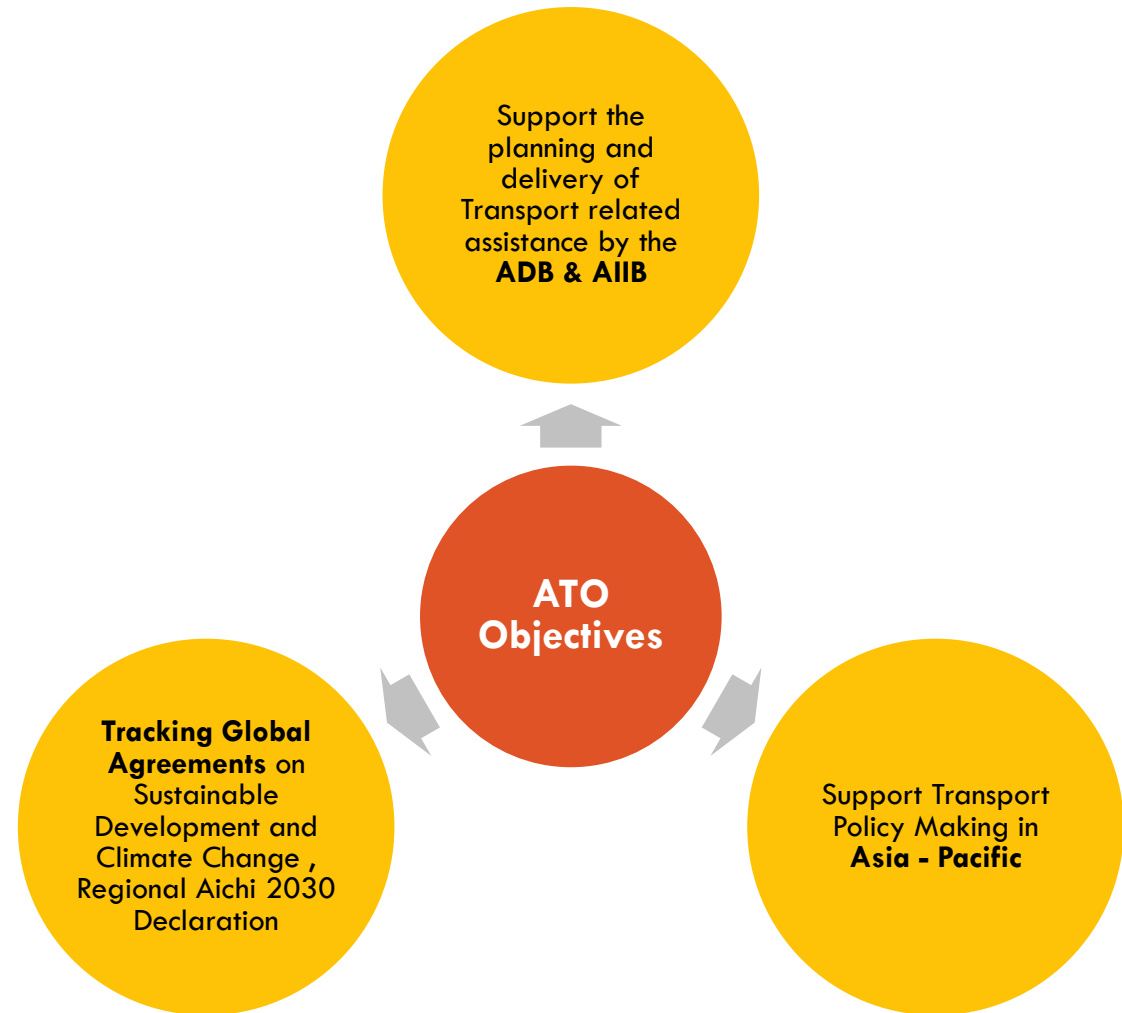 Support the
planning and
delivery of
Transport related
assistance by the
ADB & AIIB
ATO
Objectives
Tracking Global
Agreements on
Sustainable
Development and
Climate Change ,
Regional Aichi 2030
Declaration
Support Transport
Policy Making in
Asia - Pacific